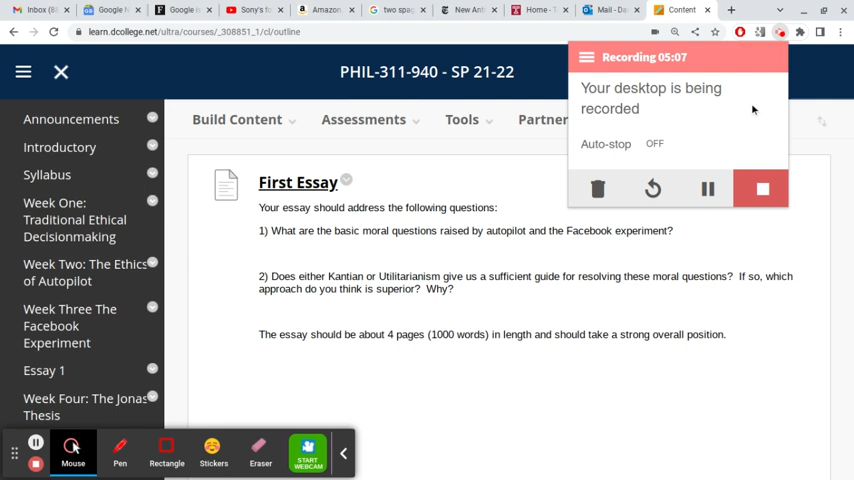 Inbox (88
Google N
Google is
Sony's fo
Amazon
two spac
New Anti
Home - T
Mail - Da
Content
learn.dcollege.net/ultra/courses/_308851_1/cl/outline
PHIL-311-940 - SP 21-22
Recording 05:07
Your desktop is being
recorded
Auto-stop OFF
Announcements
Introductory
Syllabus
Week One:
Traditional Ethical
Decisionmaking
Week Two: The Ethics
of Autopilot
Week Three The
Facebook
Experiment
Essay 1
Week Four: The Jonas
Thesis
Build Content
Assessments
Tools
Partner
First Essay
Your essay should address the following questions:
1) What are the basic moral questions raised by autopilot and the Facebook experiment?
2) Does either Kantian or Utilitarianism give us a sufficient guide for resolving these moral questions? If so, which
approach do you think is superior? Why?
The essay should be about 4 pages (1000 words) in length and should take a strong overall position.
Mouse
Pen
Rectangle
Stickers
Eraser
START
WEBCAM